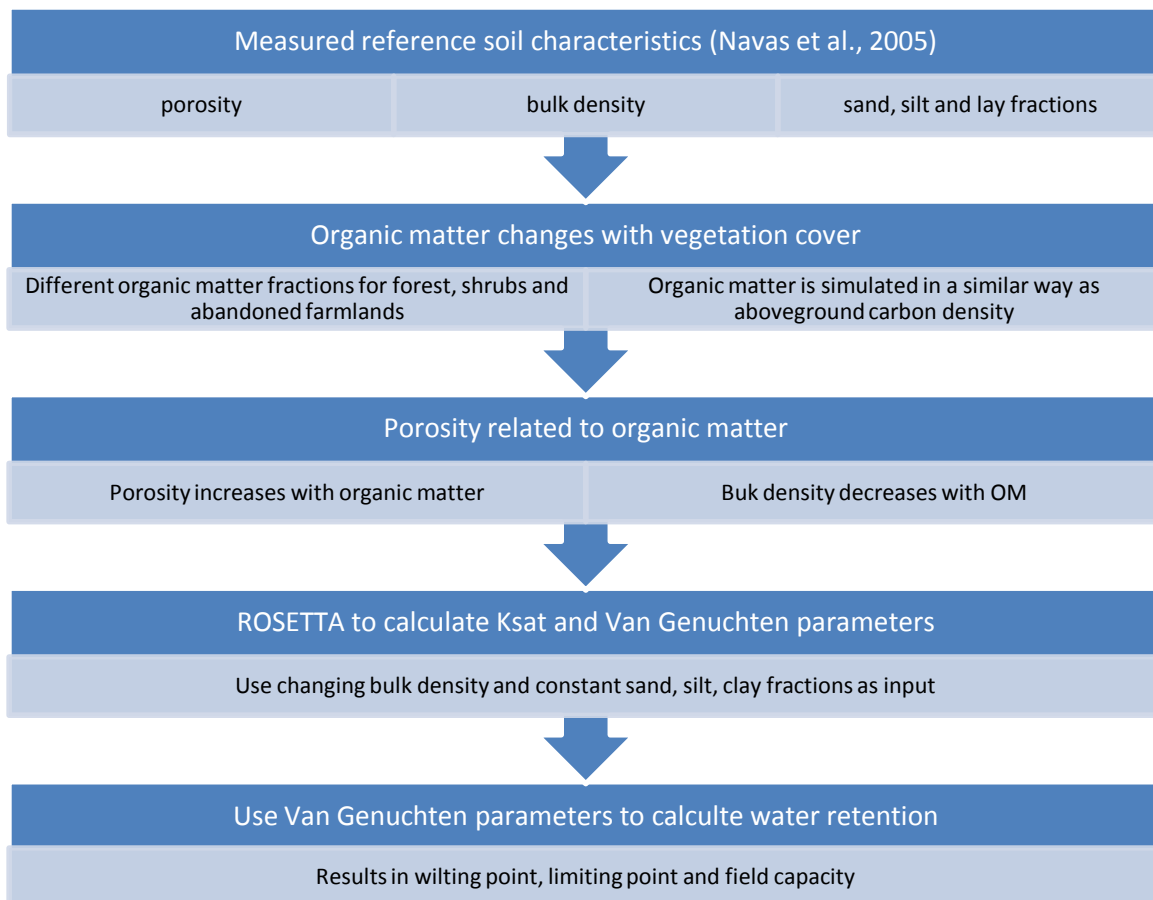 Measured reference soil characteristics (Navas et al., 2005)
porosity
bulk density
sand, silt and lay fractions
Organic matter changes with vegetation cover
Different organic matter fractions for forest, shrubs and
abandoned farmlands
Organic matter is simulated in a similar way as
aboveground carbon density
Porosity related to organic matter
Porosity increases with organic matter
Buk density decreases with OM
ROSETTA to calculate Ksat and Van Genuchten parameters
Use changing bulk density and constant sand, silt, clay fractions as input
Use Van Genuchten parameters to calculte water retention
Results in wilting point, limiting point and field capacity